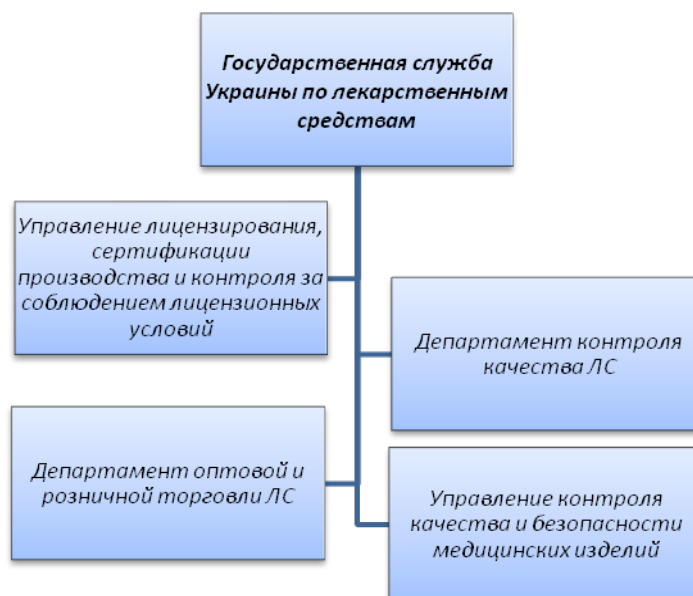 Государственная служба
Украины по лекарственным
средствам
Управление лицензирования,
сертификации
производства и контроля за
соблюдением лицензионных
условий
Департамент контроля
качества ЛС
Департамент оптовой и
розничной торговли ЛС
Управление контроля
качества и безопасности
медицинских изделий